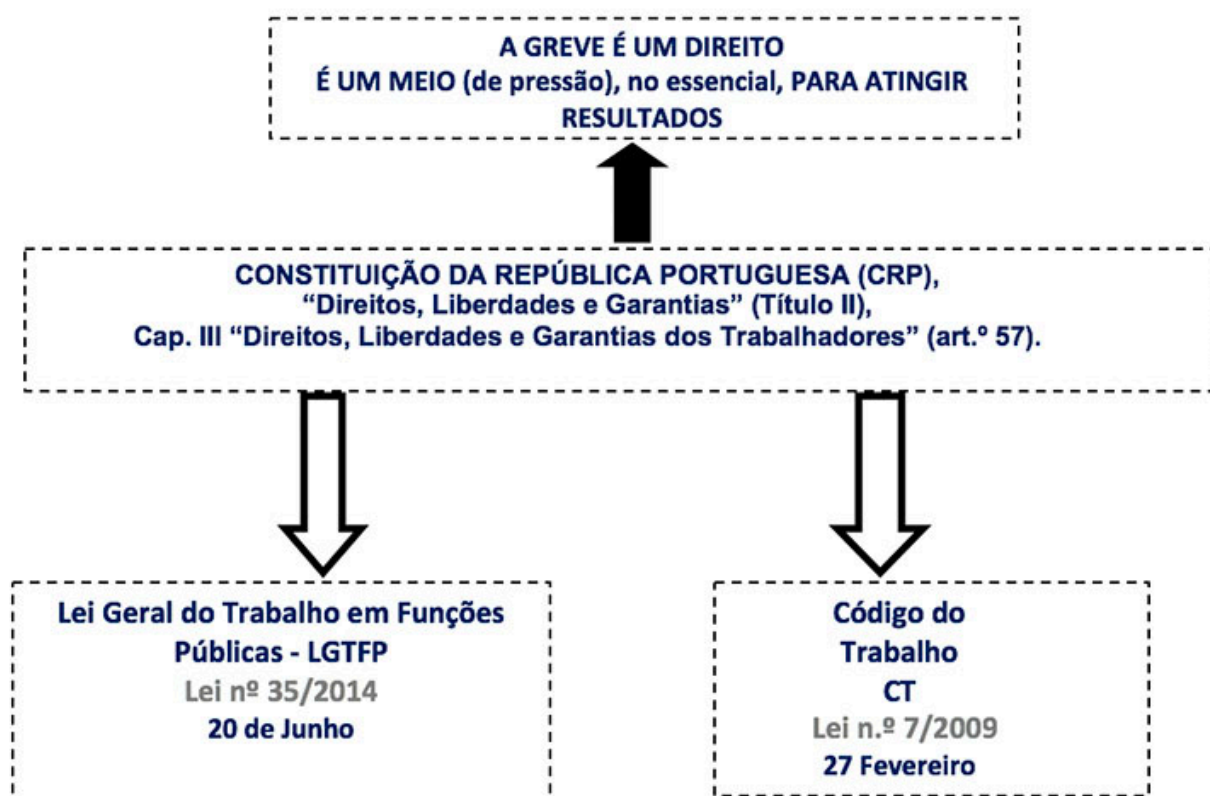 A GREVE É UM DIREITO
É UM MEIO (de pressão), no essencial, PARA ATINGIR
RESULTADOS
CONSTITUIÇÃO DA REPÚBLICA PORTUGUESA (CRP),
“Direitos, Liberdades e Garantias” (Título II),
Cap. III “Direitos, Liberdades e Garantias dos Trabalhadores” (art.º 57).
Lei Geral do Trabalho em Funções
Públicas - LGTFP
Lei nº 35/2014
20 de Junho
Código do
Trabalho
CT
Lei n.º 7/2009
27 Fevereiro